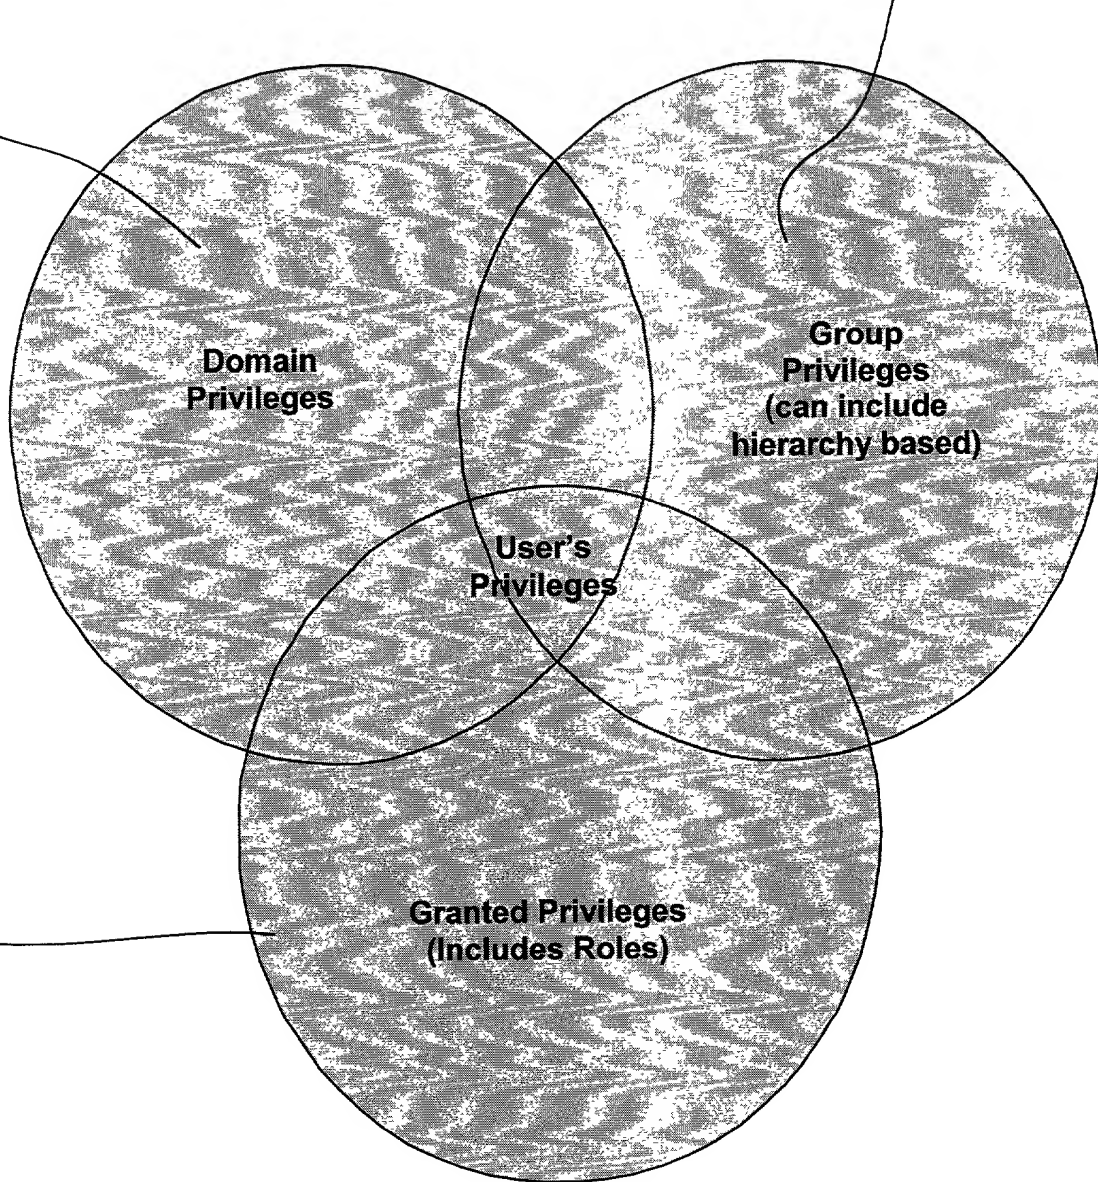 Domain
Privileges
Group
Privileges
(can include
hierarchy based)
User's
Privileges
Granted Privileges
(Includes Roles)